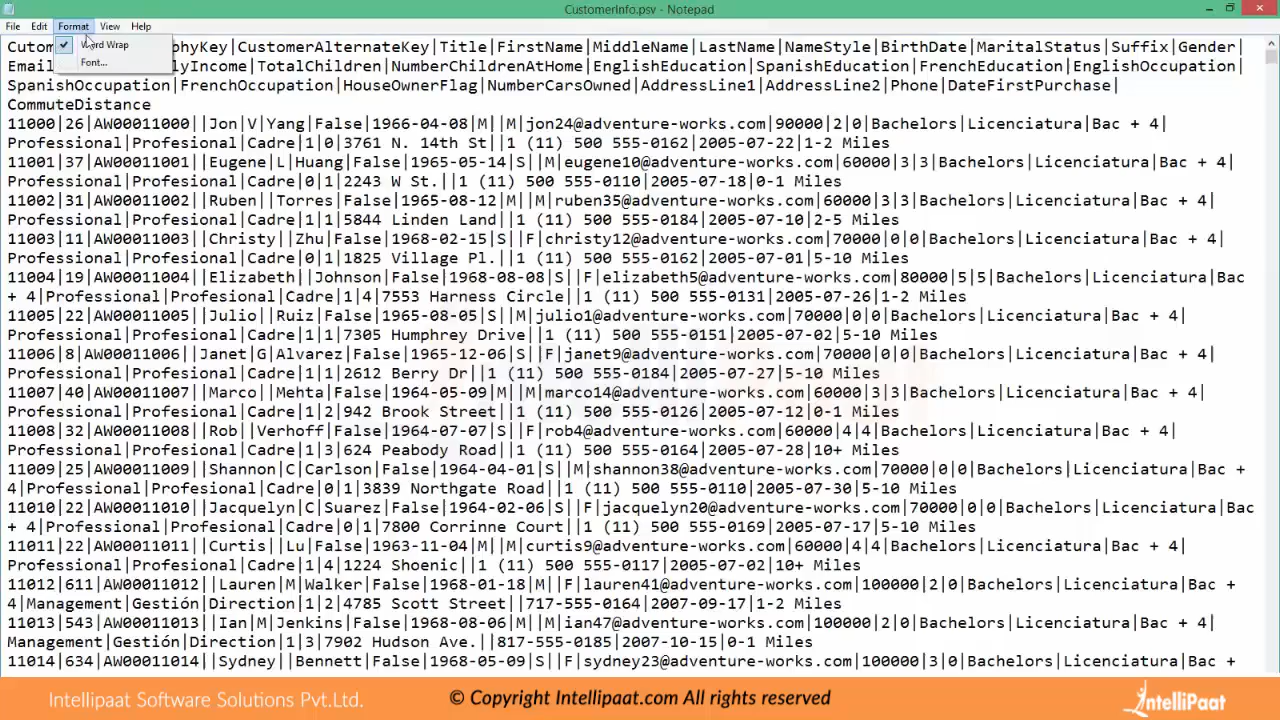 CustomerInfo.psv - Notepad
File Edit Format View Help
Word Wrap
Font...
Cutom phyKey|CustomerAlternateKey|Title|FirstName|MiddleName|LastName|NameStyle|BirthDate|MaritalStatus|Suffix|Gender|
Email lyIncome|TotalChildren|NumberChildrenAtHome|EnglishEducation|SpanishEducation|FrenchEducation|EnglishOccupation|
SpanishOccupation|FrenchOccupation|HouseOwnerFlag|NumberCarsOwned|AddressLine1|AddressLine2|Phone|DateFirstPurchase|
CommuteDistance
11000|26|AW00011000||Jon|V|Yang|False|1966-04-08|M||M|jon24@adventure-works.com|90000|2|0|Bachelors|Licenciatura|Bac + 4|
Professional|Profesional|Cadre|1|0|3761 N. 14th St||1 (11) 500 555-0162|2005-07-22|1-2 Miles
11001|37|AW00011001||Eugene|L|Huang|False|1965-05-14|S||M|eugene10@adventure-works.com|60000|3|3|Bachelors|Licenciatura|Bac + 4|
Professional|Profesional|Cadre|0|1|2243 W St.||1 (11) 500 555-0110|2005-07-18|0-1 Miles
11002|31|AW00011002||Ruben||Torres|False|1965-08-12|M||M|ruben35@adventure-works.com|60000|3|3|Bachelors|Licenciatura|Bac + 4|
Professional|Profesional|Cadre|1|1|5844 Linden Land||1 (11) 500 555-0184|2005-07-10|2-5 Miles
11003|11|AW00011003||Christy||Zhu|False|1968-02-15|S||F|christy12@adventure-works.com|70000|0|0|Bachelors|Licenciatura|Bac + 4|
Professional|Profesional|Cadre|0|1|1825 Village Pl.||1 (11) 500 555-0162|2005-07-01|5-10 Miles
11004|19|AW00011004||Elizabeth||Johnson|False|1968-08-08|S||F|elizabeth5@adventure-works.com|80000|5|5|Bachelors|Licenciatura|Bac
+ 4|Professional|Profesional|Cadre|1|4|7553 Harness Circle||1 (11) 500 555-0131|2005-07-26|1-2 Miles
11005|22|AW00011005||Julio||Ruiz|False|1965-08-05|S||M|julio1@adventure-works.com|70000|0|0|Bachelors|Licenciatura|Bac + 4|
Professional|Profesional|Cadre|1|1|7305 Humphrey Drive||1 (11) 500 555-0151|2005-07-02|5-10 Miles
11006|8|AW00011006||Janet|G|Alvarez|False|1965-12-06|S||F|janet9@adventure-works.com|70000|0|0|Bachelors|Licenciatura|Bac + 4|
Professional|Profesional|Cadre|1|1|2612 Berry Dr||1 (11) 500 555-0184|2005-07-27|5-10 Miles
11007|40|AW00011007||Marco||Mehta|False|1964-05-09|M||M|marco14@adventure-works.com|60000|3|3|Bachelors|Licenciatura|Bac + 4|
Professional|Profesional|Cadre|1|2|942 Brook Street||1 (11) 500 555-0126|2005-07-12|0-1 Miles
11008|32|AW00011008||Rob||Verhoff|False|1964-07-07|S||F|rob4@adventure-works.com|60000|4|4|Bachelors|Licenciatura|Bac + 4|
Professional|Profesional|Cadre|1|3|624 Peabody Road||1 (11) 500 555-0164|2005-07-28|10+ Miles
11009|25|AW00011009||Shannon|C|Carlson|False|1964-04-01|S||M|shannon38@adventure-works.com|70000|0|0|Bachelors|Licenciatura|Bac +
4|Professional|Profesional|Cadre|0|1|3839 Northgate Road||1 (11) 500 555-0110|2005-07-30|5-10 Miles
11010|22|AW00011010||Jacquelyn|C|Suarez|False|1964-02-06|S||F|jacquelyn20@adventure-works.com|70000|0|0|Bachelors|Licenciatura|Bac
+ 4|Professional|Profesional|Cadre|0|1|7800 Corrinne Court||1 (11) 500 555-0169|2005-07-17|5-10 Miles
11011|22|AW00011011||Curtis||Lu|False|1963-11-04|M||M|curtis9@adventure-works.com|60000|4|4|Bachelors|Licenciatura|Bac + 4|
Professional|Profesional|Cadre|1|4|1224 Shoenic||1 (11) 500 555-0117|2005-07-02|10+ Miles
11012|611|AW00011012||Lauren|M|Walker|False|1968-01-18|M||F|lauren41@adventure-works.com|100000|2|0|Bachelors|Licenciatura|Bac +
4|Management|Gestión|Direction|1|2|4785 Scott Street||717-555-0164|2007-09-17|1-2 Miles
11013|543|AW00011013||Ian|M|Jenkins|False|1968-08-06|M||M|ian47@adventure-works.com|100000|2|0|Bachelors|Licenciatura|Bac + 4|
Management|Gestión|Direction|1|3|7902 Hudson Ave.||817-555-0185|2007-10-15|0-1 Miles
11014|634|AW00011014||Sydney||Bennett|False|1968-05-09|S||F|sydney23@adventure-works.com|100000|3|0|Bachelors|Licenciatura|Bac +
Intellipaat Software Solutions Pvt.Ltd.
© Copyright Intellipaat.com All rights reserved
IntelliPaat